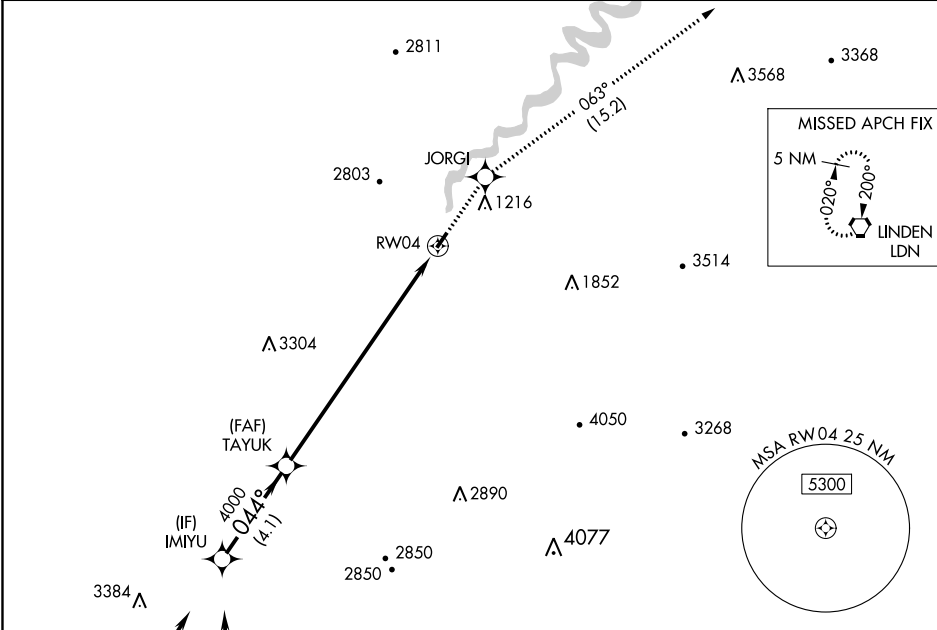 2811
3368
3568
063°
(15.2)
MISSED APCH FIX
5 NM
020°
200°
LINDEN
LDN
JORGI
2803
1216
RW04
3514
1852
3304
(FAF)
TAYUK
4050
3268
MSA RW04 25 NM
5300
4000
044°
(4.1)
2890
(IF)
IMIYU
4077
2850
2850
3384